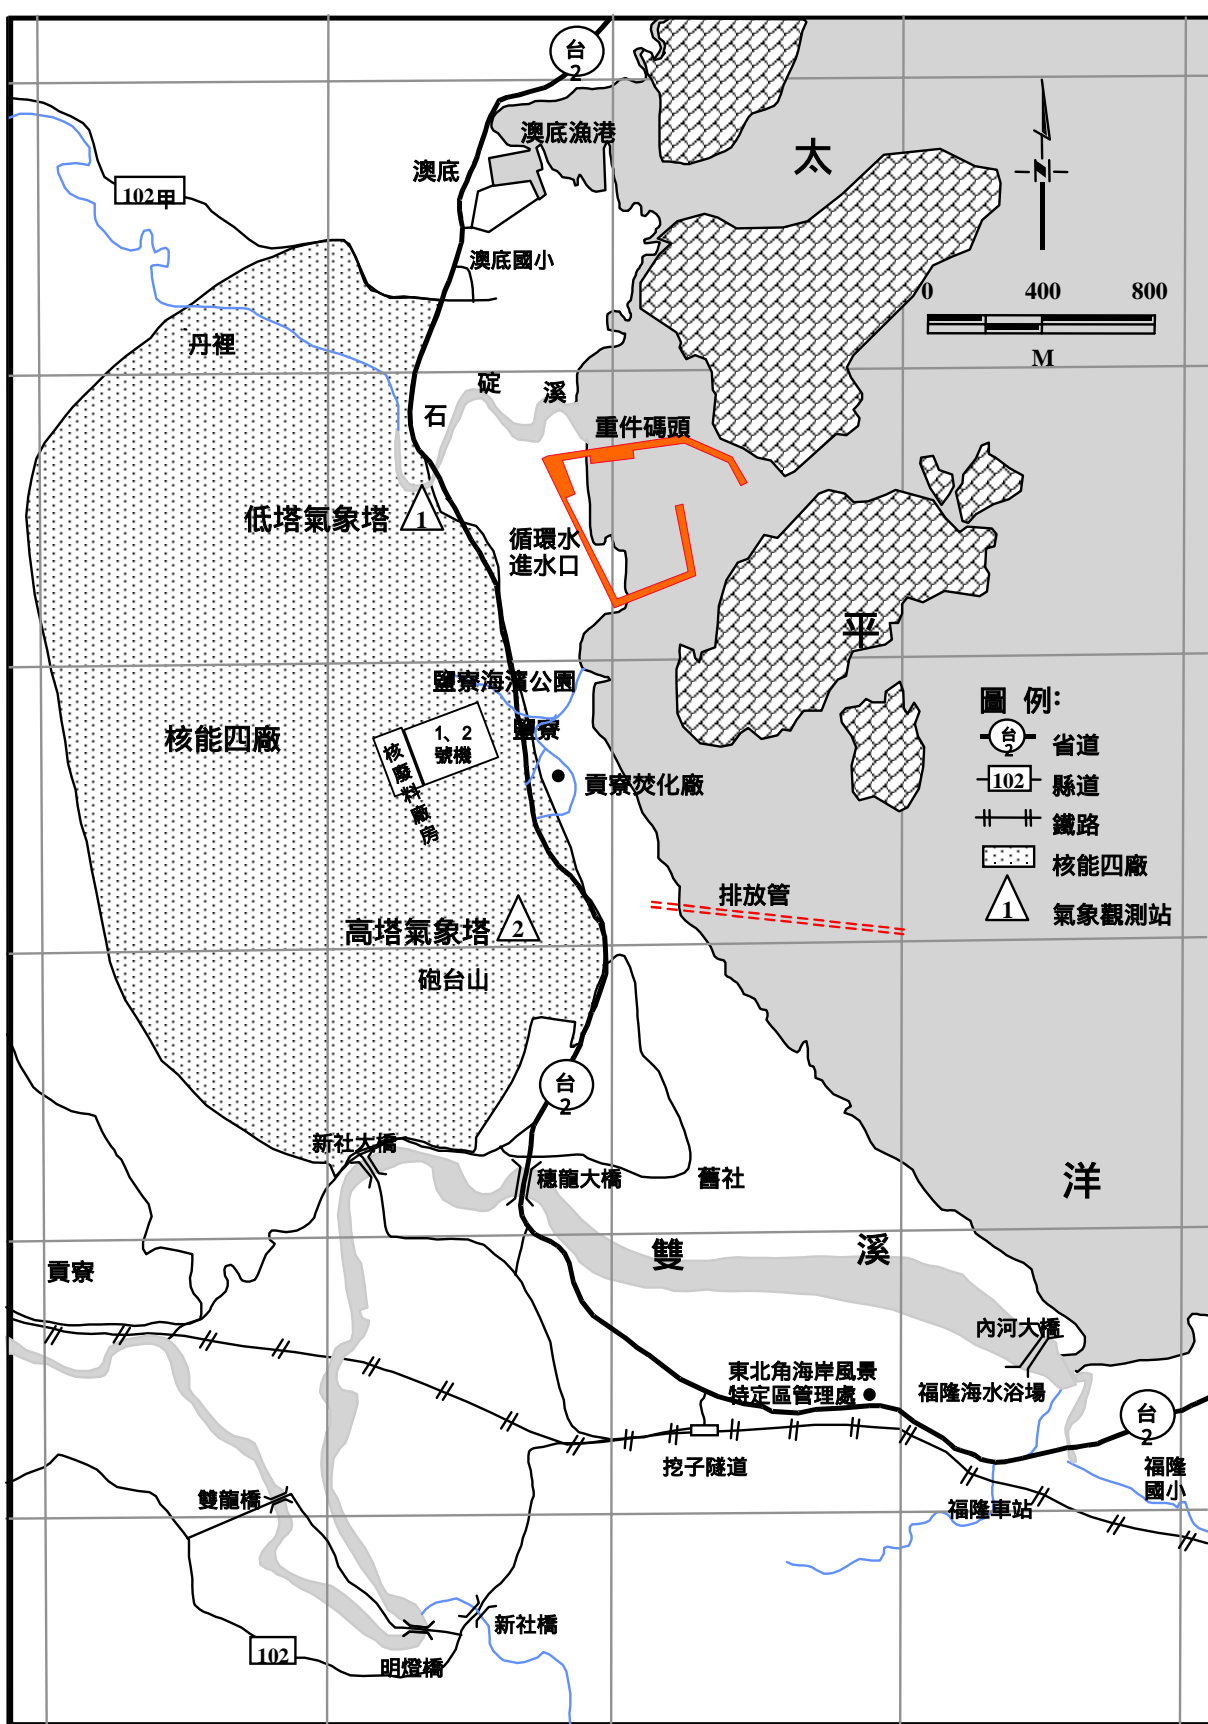 台
2
澳底漁港
澳底
太
102甲
澳底國小
0 400 800
M
丹裡
碇
溪
石
重件碼頭
低塔氣象塔
1
循環水
進水口
平
鹽寮海濱公園
圖 例:
台
2
省道
102
縣道
鐵路
核能四廠
1
氣象觀測站
核能四廠
1、2
號機
核廢料廠房
鹽寮
貢寮焚化廠
排放管
高塔氣象塔
2
砲台山
台
2
新社大橋
穗龍大橋
舊社
洋
雙
溪
貢寮
內河大橋
東北角海岸風景
特定區管理處
福隆海水浴場
台
2
挖子隧道
福隆
國小
雙龍橋
福隆車站
新社橋
102
明燈橋